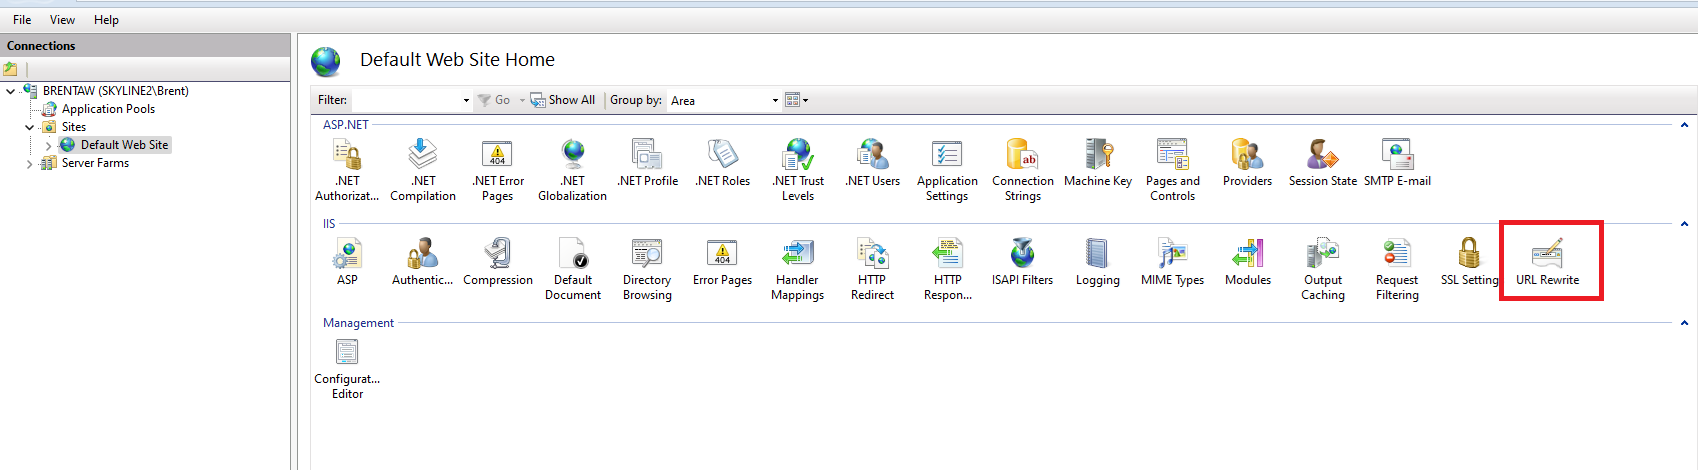 File View Help
Connections
BRENTAW (SKYLINE2\Brent)
Application Pools
Sites
Default Web Site
Server Farms
Default Web Site Home
Filter: Go Show All Group by: Area
ASP.NET
.NET Authorizat...
.NET Compilation
404
.NET Error Pages
.NET Globalization
.NET Profile
.NET Roles
.NET Trust Levels
.NET Users
Application Settings
ab
Connection Strings
Machine Key
Pages and Controls
Providers
Session State
SMTP E-mail
IIS
ASP
Authentic...
Compression
Default Document
Directory Browsing
404
Error Pages
Handler Mappings
HTTP Redirect
HTTP Respon...
ISAPI Filters
Logging
MIME Types
Modules
Output Caching
Request Filtering
SSL Setting
URL Rewrite
Management
Configurat... Editor